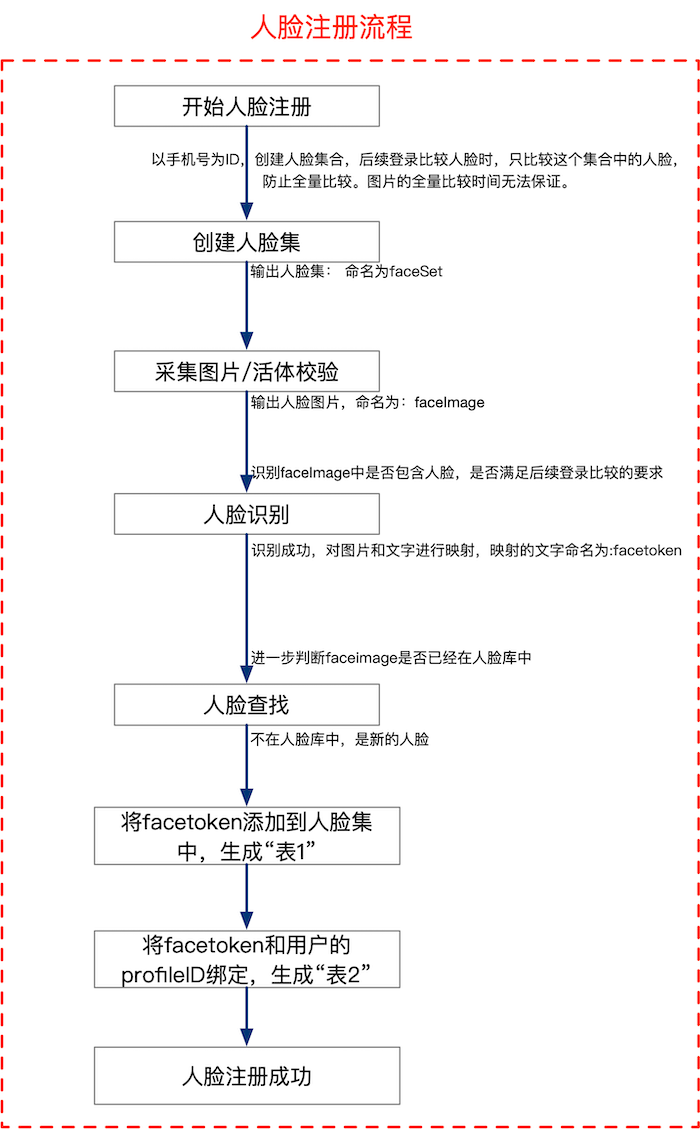 人脸注册流程
开始人脸注册
以手机号为ID，创建人脸集合，后续登录比较人脸时，只比较这个集合中的人脸，
防止全量比较。图片的全量比较时间无法保证。
创建人脸集
输出人脸集： 命名为faceSet
采集图片/活体校验
输出人脸图片，命名为：faceImage
识别faceImage中是否包含人脸，是否满足后续登录比较的要求
人脸识别
识别成功，对图片和文字进行映射，映射的文字命名为:facetoken
进一步判断faceimage是否已经在人脸库中
人脸查找
不在人脸库中，是新的人脸
将facetoken添加到人脸集
中，生成“表1”
将facetoken和用户的
profileID绑定，生成“表2”
人脸注册成功